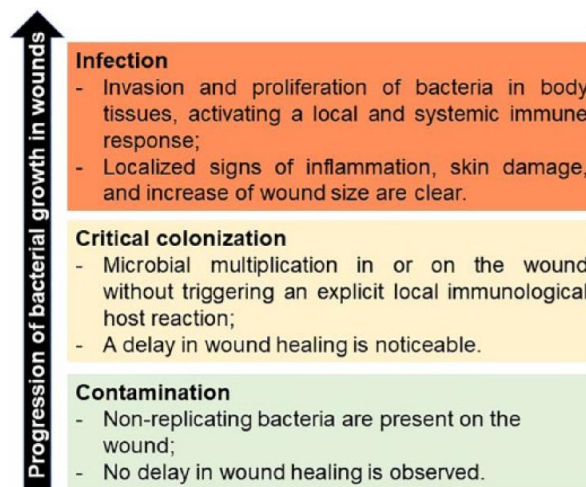 Progression of bacterial growth in wounds
Infection
- Invasion and proliferation of bacteria in body
tissues, activating a local and systemic immune
response;
- Localized signs of inflammation, skin damage,
and increase of wound size are clear.
Critical colonization
- Microbial multiplication in or on the wound
without triggering an explicit local immunological
host reaction;
- A delay in wound healing is noticeable.
Contamination
- Non-replicating bacteria are present on the
wound;
- No delay in wound healing is observed.